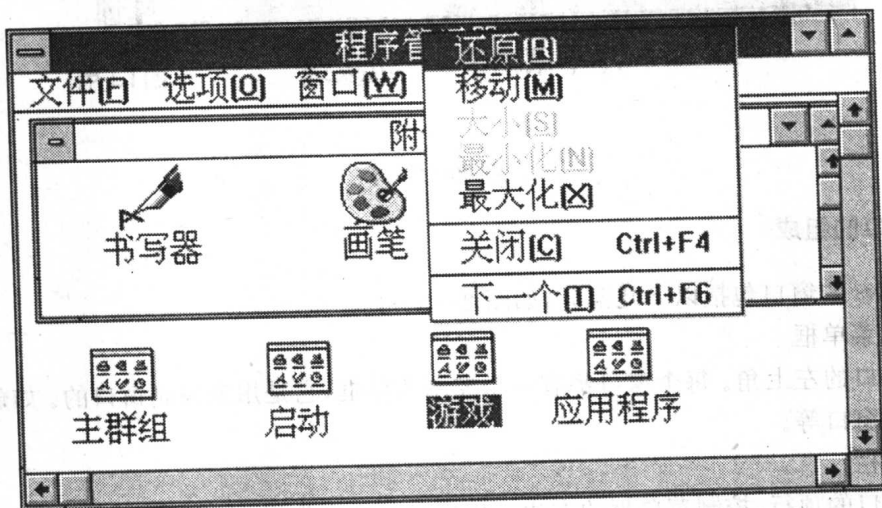 程序管
文件(F) 选项(O) 窗口(W)
附
书写器
画笔
还原(R)
移动(M)
大小(S)
最小化(N)
最大化(X)
关闭(C) Ctrl+F4
下一个(T) Ctrl+F6
主群组
启动
游戏
应用程序